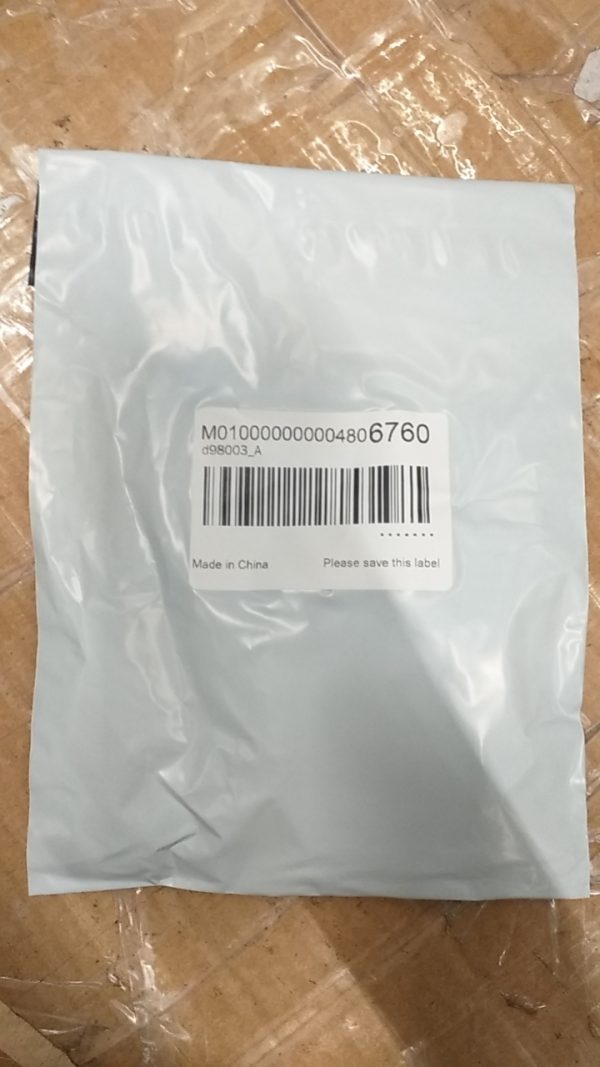 M010000000004806760
d98003_A
*******
Made in China Please save this label